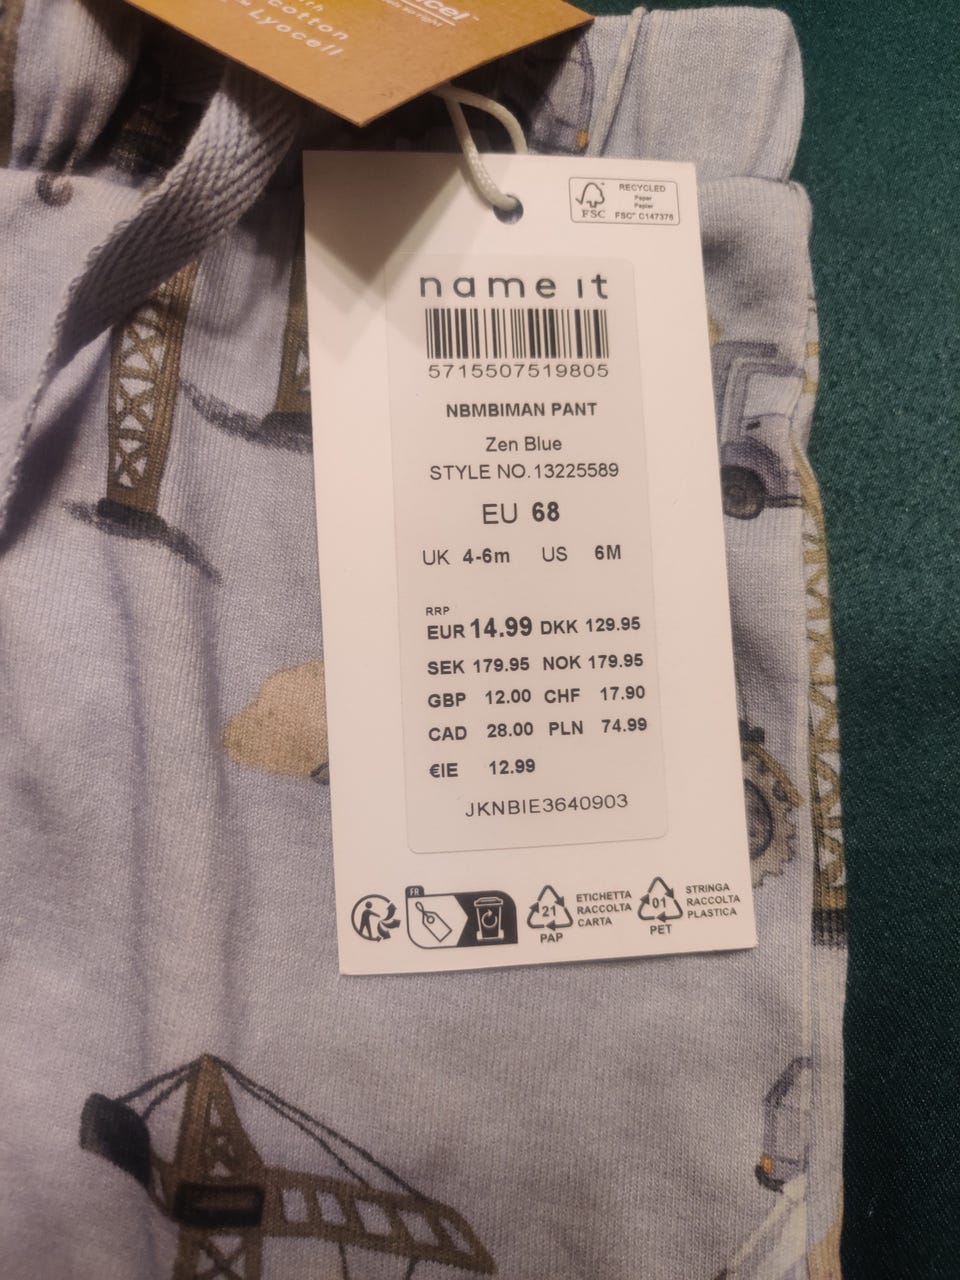 cotton
Lyocell
RECYCLED
Paper
Papier
FSC® C147378
FSC
name it
5715507519805
NBMBIMAN PANT
Zen Blue
STYLE NO.13225589
EU 68
UK 4-6m US 6M
RRP
EUR 14.99 DKK 129.95
SEK 179.95 NOK 179.95
GBP 12.00 CHF 17.90
CAD 28.00 PLN 74.99
€IE 12.99
JKNBIE3640903
FR
21
PAP
ETICHETTA
RACCOLTA
CARTA
01
PET
STRINGA
RACCOLTA
PLASTICA